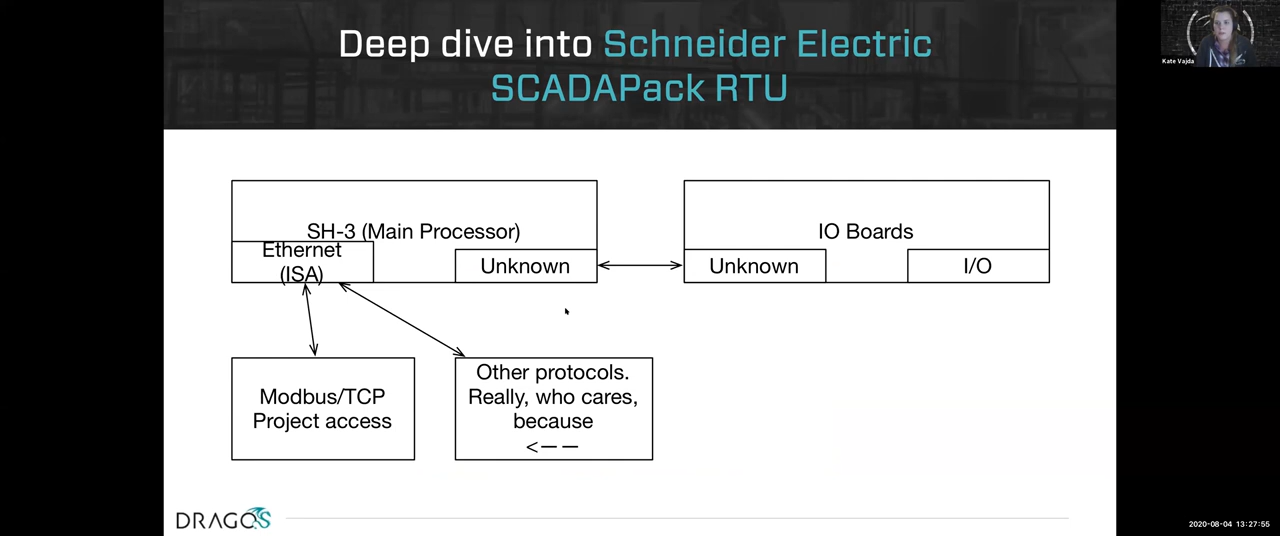 Deep dive into Schneider Electric
SCADAPack RTU
Kate Vajda
SH-3 (Main Processor)
Ethernet
(ISA)
Unknown
IO Boards
Unknown
I/O
Modbus/TCP
Project access
Other protocols.
Really, who cares,
because
<——
DRAGOS
2020-08-04 13:27:55